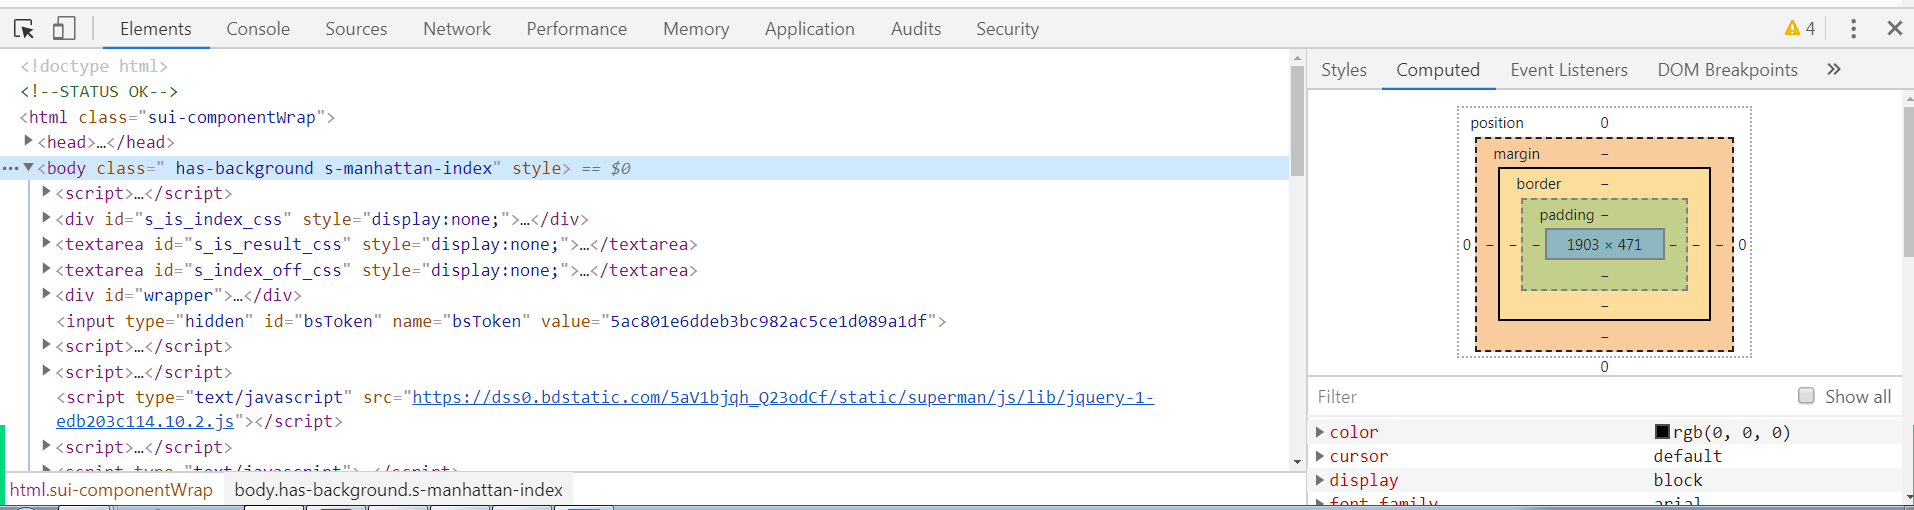 Elements Console Sources Network Performance Memory Application Audits Security 4
<!doctype html>
<!--STATUS OK-->
<html class="sui-componentWrap">
<head>…</head>
<body class=" has-background s-manhattan-index" style> == $0
<script>…</script>
<div id="s_is_index_css" style="display:none;">…</div>
<textarea id="s_is_result_css" style="display:none;">…</textarea>
<textarea id="s_index_off_css" style="display:none;">…</textarea>
<div id="wrapper">…</div>
<input type="hidden" id="bsToken" name="bsToken" value="5ac801e6ddeb3bc982ac5ce1d089a1df">
<script>…</script>
<script>…</script>
<script type="text/javascript" src="https://dss0.bdstatic.com/5aV1bjqh_Q23odCf/static/superman/js/lib/jquery-1-
edb203c114.10.2.js"></script>
<script>…</script>
<script type="text/javascript">…</script>
html.sui-componentWrap body.has-background.s-manhattan-index
Styles Computed Event Listeners DOM Breakpoints »
position 0
margin –
border –
padding –
0 – – – 1903 × 471 – – – 0
–
–
–
0
Filter Show all
color rgb(0, 0, 0)
cursor default
display block
font-family arial